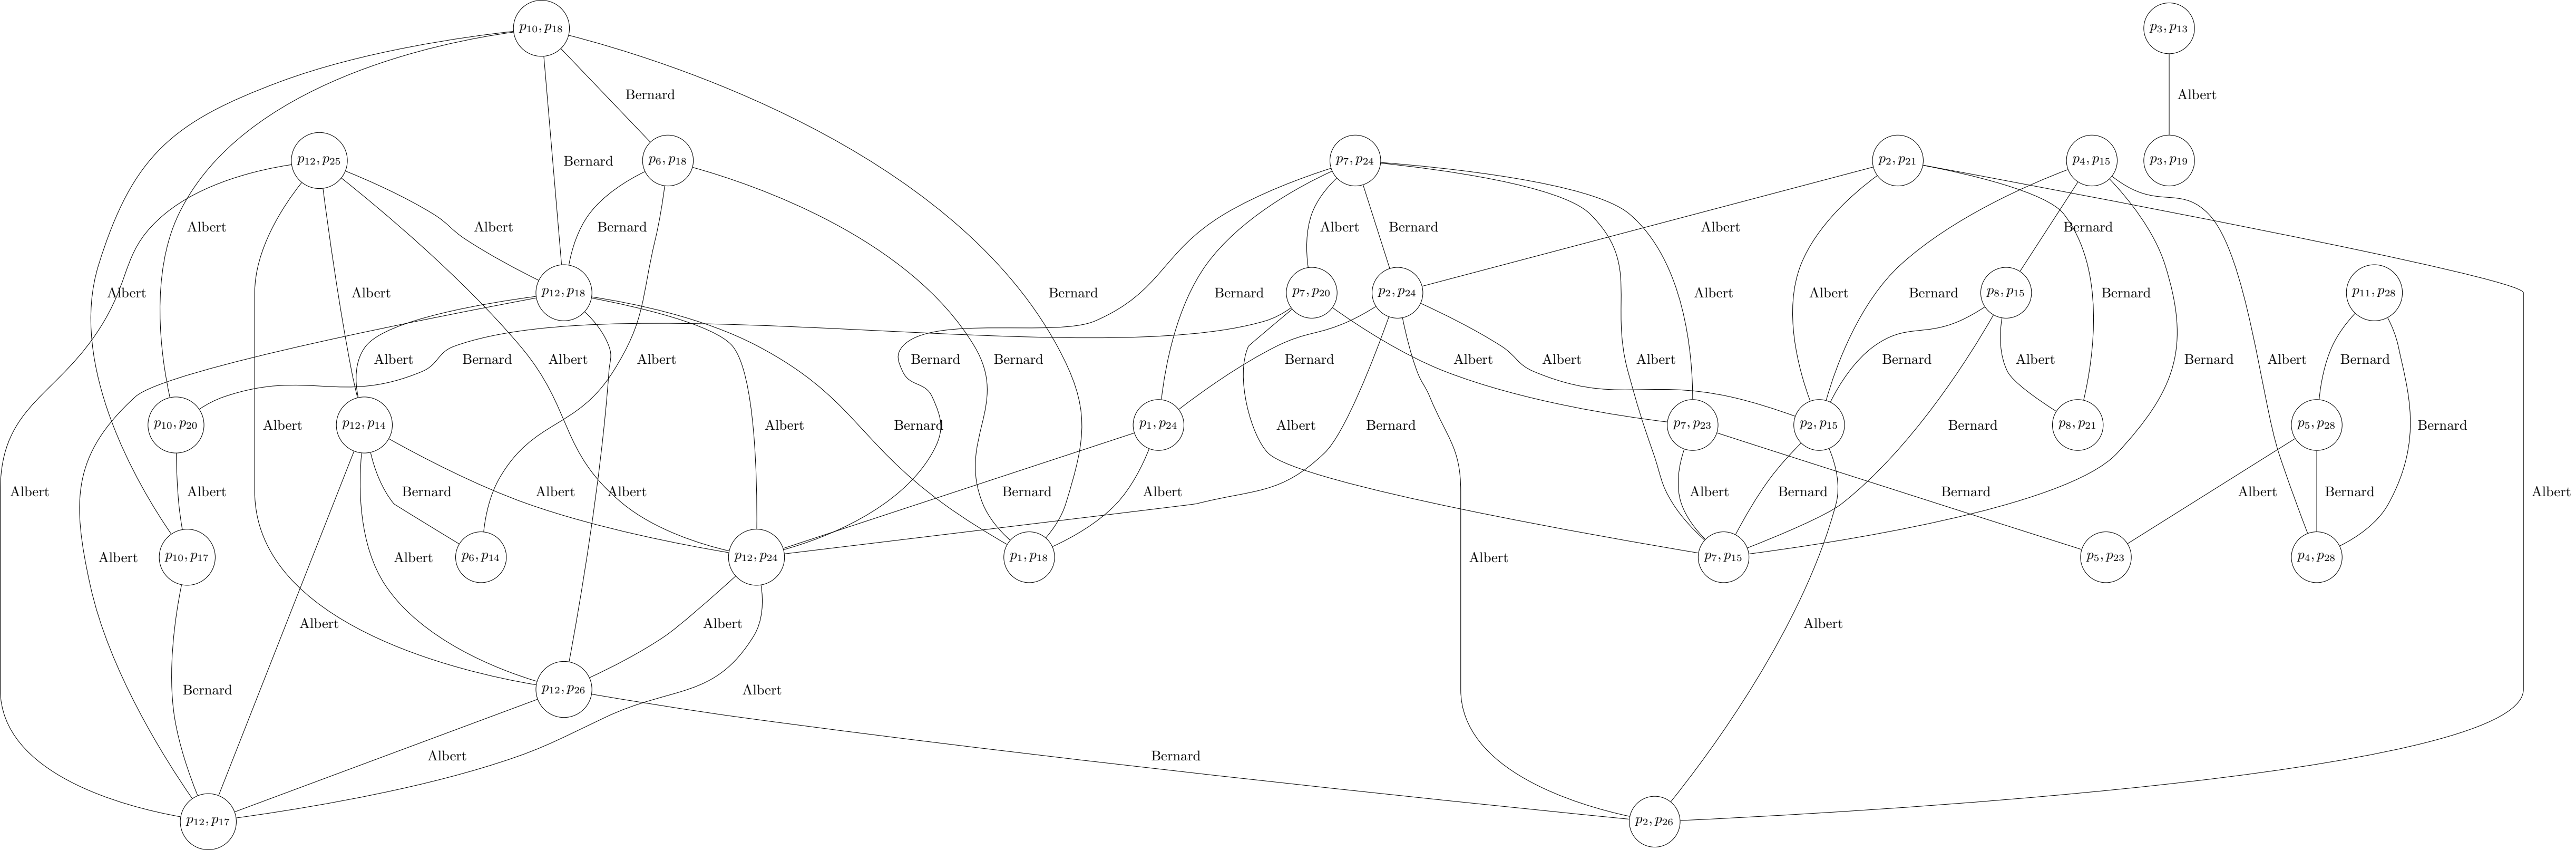 p10, p18
p3, p13
Bernard
Albert
p12, p25
p6, p18
p7, p24
p2, p21
p4, p15
p3, p19
Bernard
Albert
Albert
Bernard
Albert
Bernard
Albert
Bernard
Albert
Albert
p12, p18
Bernard
Bernard
p7, p20
p2, p24
Albert
Albert
Bernard
p8, p15
Bernard
p11, p28
Albert
Albert
Albert
Bernard
Bernard
Bernard
Bernard
Albert
Albert
Albert
Bernard
Albert
Bernard
Albert
Bernard
p10, p20
Albert
p12, p14
Albert
Bernard
p1, p24
Albert
Bernard
p7, p23
p2, p15
Bernard
p8, p21
p5, p28
Bernard
Albert
Albert
Bernard
Albert
Albert
Bernard
Albert
Albert
Bernard
Bernard
Albert
Bernard
Albert
p10, p17
Albert
Albert
p6, p14
p12, p24
p1, p18
Albert
p7, p15
p5, p23
p4, p28
Albert
Albert
Albert
Bernard
p12, p26
Albert
Albert
Bernard
p12, p17
p2, p26